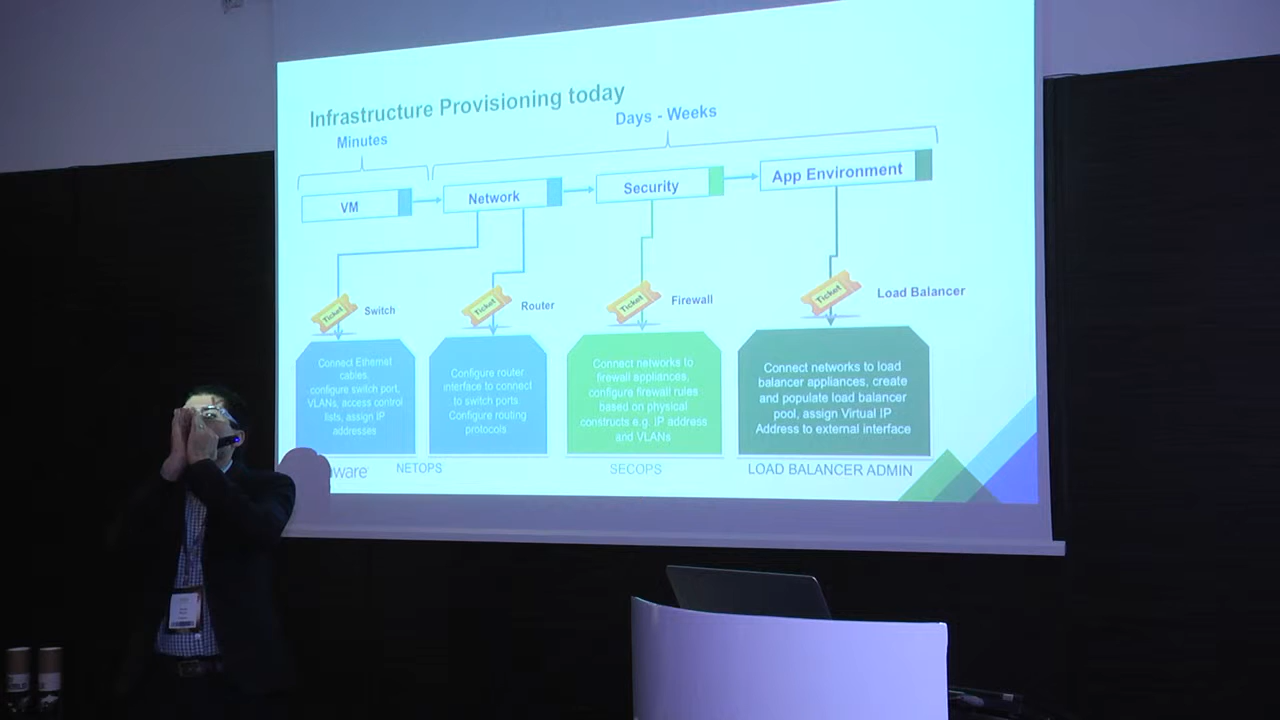 Infrastructure Provisioning today
Minutes
Days - Weeks
VM
Network
Security
App Environment
Ticket
Switch
Ticket
Router
Ticket
Firewall
Ticket
Load Balancer
Connect Ethernet
cables,
configure switch port,
VLANs, access control
lists, assign IP
addresses
Configure router
interface to connect
to switch ports
Configure routing
protocols
Connect networks to
firewall appliances,
configure firewall rules
based on physical
constructs e.g. IP address
and VLANs
Connect networks to load
balancer appliances, create
and populate load balancer
pool, assign Virtual IP
Address to external interface
ware
NETOPS
SECOPS
LOAD BALANCER ADMIN